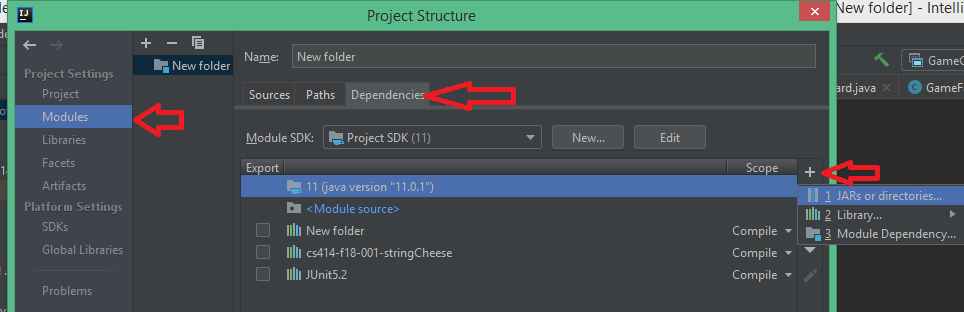 Project Structure
New folder] - Intelli
Project Settings
Project
Modules
Libraries
Facets
Artifacts
Platform Settings
SDKs
Global Libraries
Problems
New folder
Name: New folder
Sources Paths Dependencies
Module SDK: Project SDK (11) New... Edit
Export Scope
11 (java version "11.0.1")
<Module source>
New folder Compile
cs414-f18-001-stringCheese Compile
JUnit5.2 Compile
1 JARs or directories...
2 Library...
3 Module Dependency...
GameC
ard.java GameF